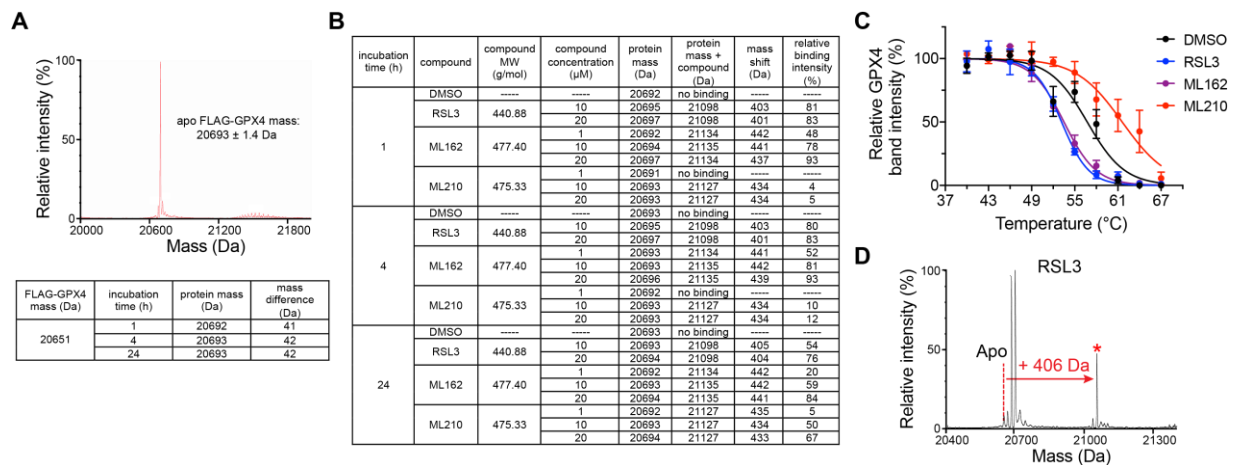 A
Relative intensity (%)
100
50
0
apo FLAG-GPX4 mass:
20693 ± 1.4 Da
20000 20600 21200 21800
Mass (Da)
FLAG-GPX4 mass (Da) incubation time (h) protein mass (Da) mass difference (Da)
20651 1 20692 41
4 20693 42
24 20693 42
B
incubation time (h) compound compound MW (g/mol) compound concentration (µM) protein mass (Da) protein mass + compound (Da) mass shift (Da) relative binding intensity (%)
1 DMSO ----- ----- 20692 no binding ----- -----
RSL3 440.88 10 20695 21098 403 81
20 20697 21098 401 83
ML162 477.40 1 20692 21134 442 48
10 20694 21135 441 78
20 20697 21134 437 93
ML210 475.33 1 20691 no binding ----- -----
10 20693 21127 434 4
20 20693 21127 434 5
4 DMSO ----- ----- 20693 no binding ----- -----
RSL3 440.88 10 20695 21098 403 80
20 20697 21098 401 83
ML162 477.40 1 20693 21134 441 52
10 20693 21135 442 81
20 20696 21135 439 93
ML210 475.33 1 20692 no binding ----- -----
10 20693 21127 434 10
20 20693 21127 434 12
24 DMSO ----- ----- 20693 no binding ----- -----
RSL3 440.88 10 20693 21098 405 54
20 20694 21098 404 76
ML162 477.40 1 20692 21134 442 20
10 20693 21135 442 59
20 20694 21135 441 84
ML210 475.33 1 20692 21127 435 5
10 20693 21127 434 50
20 20694 21127 433 67
C
Relative GPX4
band intensity (%)
100
75
50
25
0
37 43 49 55 61 67
Temperature (°C)
DMSO
RSL3
ML162
ML210
D
RSL3
Relative intensity (%)
100
50
0
Apo
+ 406 Da
*
20400 20700 21000 21300
Mass (Da)